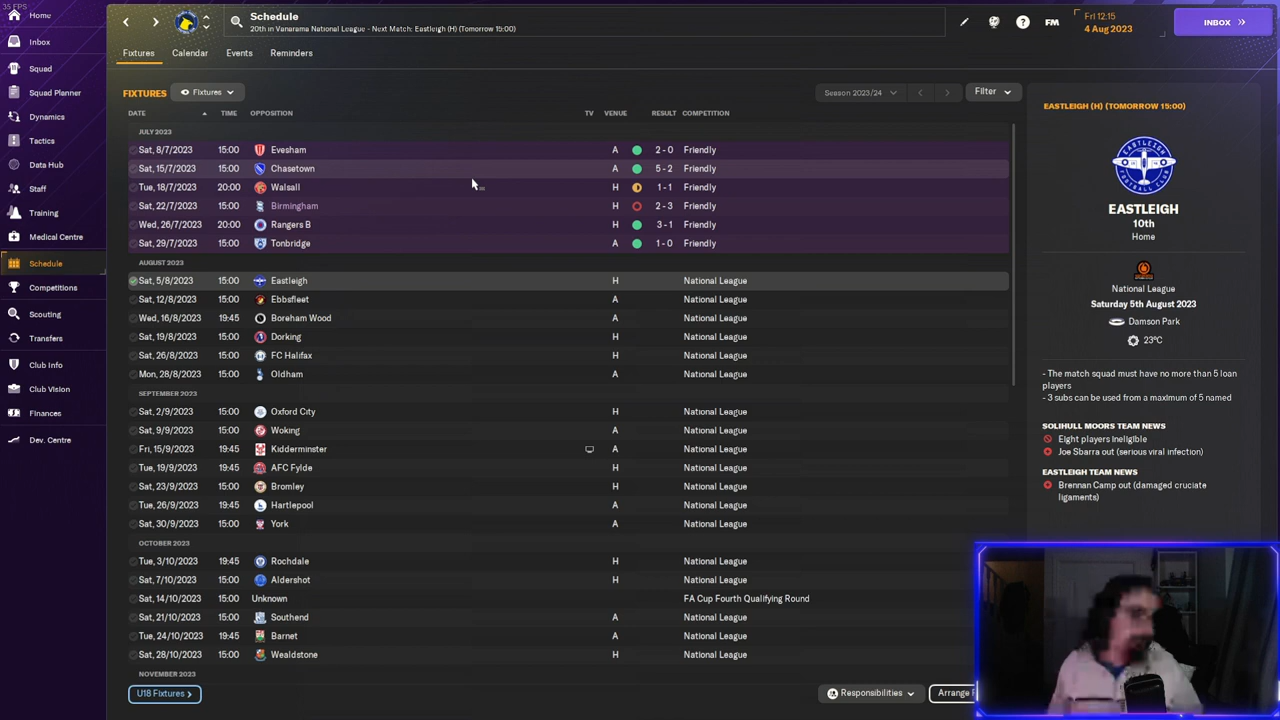 35 FPS
Home
Inbox
Squad
Squad Planner
Dynamics
Tactics
Data Hub
Staff
Training
Medical Centre
Schedule
Competitions
Scouting
Transfers
Club Info
Club Vision
Finances
Dev. Centre
Schedule
20th in Vanarama National League - Next Match: Eastleigh (H) (Tomorrow 15:00)
FM
Fri 12:15
4 Aug 2023
INBOX
Fixtures Calendar Events Reminders
FIXTURES Fixtures Season 2023/24 Filter
DATE TIME OPPOSITION TV VENUE RESULT COMPETITION
JULY 2023
Sat, 8/7/2023 15:00 Evesham A 2 - 0 Friendly
Sat, 15/7/2023 15:00 Chasetown A 5 - 2 Friendly
Tue, 18/7/2023 20:00 Walsall H 1 - 1 Friendly
Sat, 22/7/2023 15:00 Birmingham H 2 - 3 Friendly
Wed, 26/7/2023 20:00 Rangers B H 3 - 1 Friendly
Sat, 29/7/2023 15:00 Tonbridge A 1 - 0 Friendly
AUGUST 2023
Sat, 5/8/2023 15:00 Eastleigh H National League
Sat, 12/8/2023 15:00 Ebbsfleet A National League
Wed, 16/8/2023 19:45 Boreham Wood A National League
Sat, 19/8/2023 15:00 Dorking H National League
Sat, 26/8/2023 15:00 FC Halifax H National League
Mon, 28/8/2023 15:00 Oldham A National League
SEPTEMBER 2023
Sat, 2/9/2023 15:00 Oxford City H National League
Sat, 9/9/2023 15:00 Woking A National League
Fri, 15/9/2023 19:45 Kidderminster A National League
Tue, 19/9/2023 19:45 AFC Fylde H National League
Sat, 23/9/2023 15:00 Bromley H National League
Tue, 26/9/2023 19:45 Hartlepool A National League
Sat, 30/9/2023 15:00 York A National League
OCTOBER 2023
Tue, 3/10/2023 19:45 Rochdale H National League
Sat, 7/10/2023 15:00 Aldershot H National League
Sat, 14/10/2023 15:00 Unknown FA Cup Fourth Qualifying Round
Sat, 21/10/2023 15:00 Southend A National League
Tue, 24/10/2023 19:45 Barnet A National League
Sat, 28/10/2023 15:00 Wealdstone H National League
NOVEMBER 2023
U18 Fixtures Responsibilities Arrange F
EASTLEIGH (H) (TOMORROW 15:00)
EASTLEIGH
FOOTBALL CLUB
EASTLEIGH
10th
Home
National League
Saturday 5th August 2023
Damson Park
23ºC
- The match squad must have no more than 5 loan
players
- 3 subs can be used from a maximum of 5 named
SOLIHULL MOORS TEAM NEWS
Eight players ineligible
Joe Sbarra out (serious viral infection)
EASTLEIGH TEAM NEWS
Brennan Camp out (damaged cruciate
ligaments)